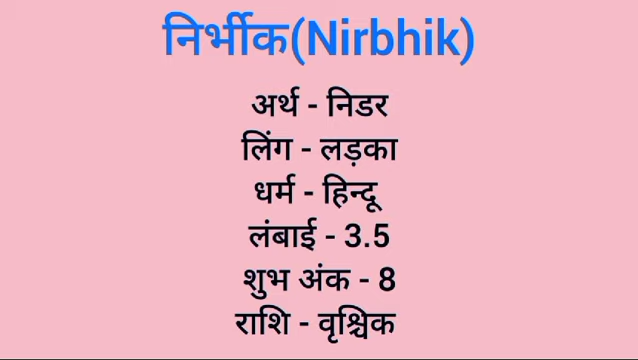 निर्भीक(Nirbhik)
अर्थ - निडर
लिंग - लड़का
धर्म - हिन्दू
लंबाई - 3.5
शुभ अंक - 8
राशि - वृश्चिक